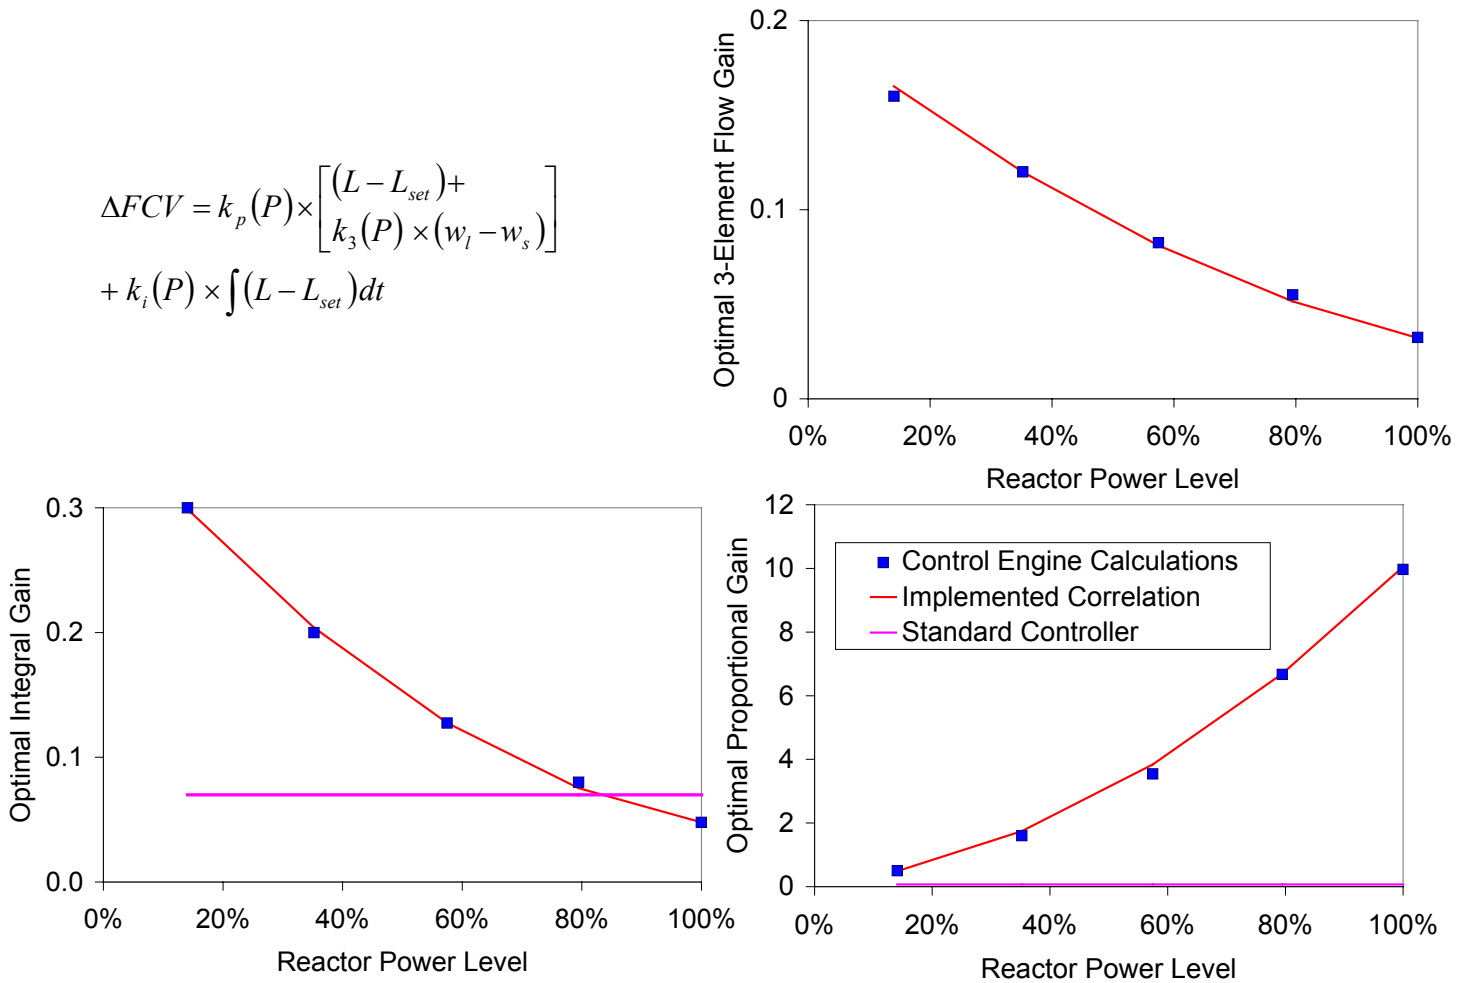 ΔFCV = k_p(P) × [(L − L_set) +
k_3(P) × (w_l − w_s)]
+ k_i(P) × ∫(L − L_set)dt
Optimal 3-Element Flow Gain
0.2
0.1
0
0% 20% 40% 60% 80% 100%
Reactor Power Level
Optimal Integral Gain
0.3
0.2
0.1
0.0
0% 20% 40% 60% 80% 100%
Reactor Power Level
Optimal Proportional Gain
12
10
8
6
4
2
0
Control Engine Calculations
Implemented Correlation
Standard Controller
0% 20% 40% 60% 80% 100%
Reactor Power Level